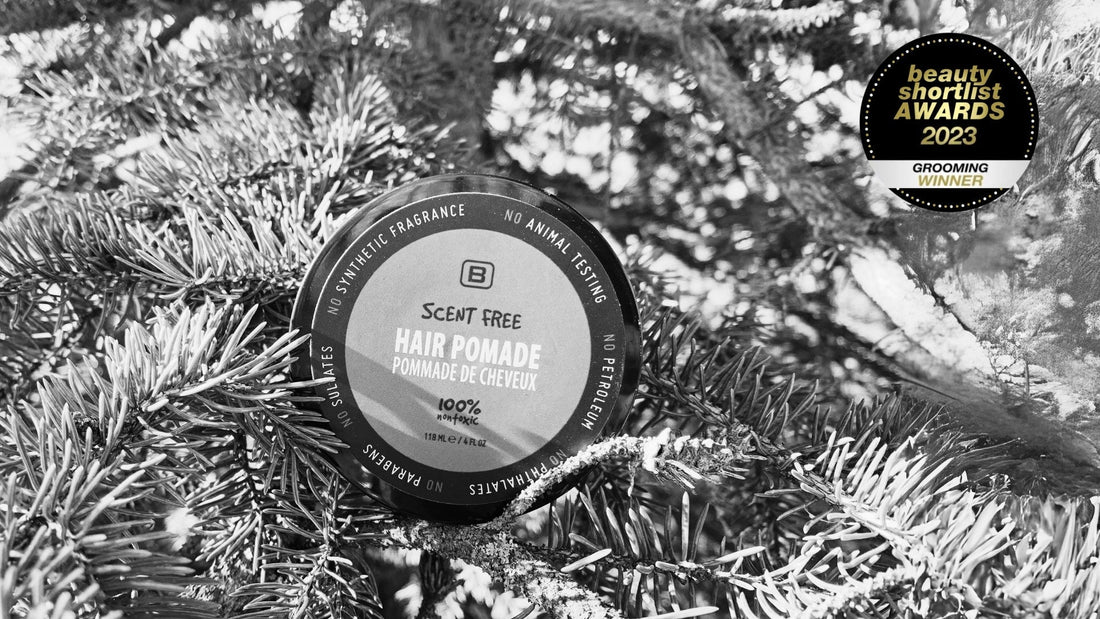 NO SYNTHETIC FRAGRANCE
NO ANIMAL TESTING
NO PETROLEUM
NO PHTHALATES
NO PARABENS
NO SULFATES
B
SCENT FREE
HAIR POMADE
POMMADE DE CHEVEUX
100%
nontoxic
118 ML ℮ / 4 FL OZ
beauty
shortlist
AWARDS
2023
GROOMING
WINNER